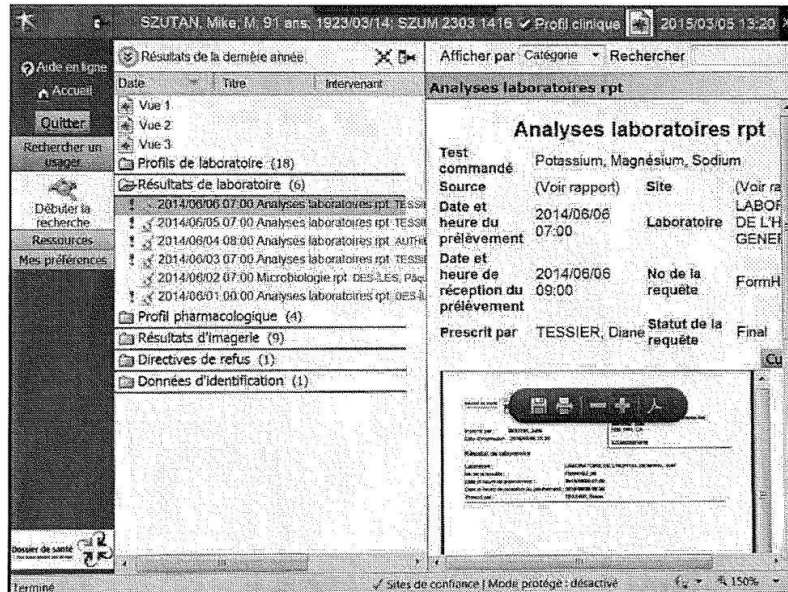 SZUTAN, Mike; M; 91 ans; 1923/03/14; SZUM 2303 1416 Profil clinique 2015/03/05 13:20
Aide en ligne
Accueil
Quitter
Rechercher un
usager
Débuter la
recherche
Ressources
Mes préférences
Dossier de santé
Résultats de la dernière année
Date Titre Intervenant
Vue 1
Vue 2
Vue 3
Profils de laboratoire (18)
Résultats de laboratoire (6)
! 2014/06/06 07:00 Analyses laboratoires rpt TESSI
! 2014/06/05 07:00 Analyses laboratoires rpt TESSI
! 2014/06/04 08:00 Analyses laboratoires rpt
! 2014/06/03 07:00 Analyses laboratoires rpt TESSI
2014/06/02 07:00 Microbiologie rpt DES-ILES,
! 2014/06/01 00:00 Analyses laboratoires rpt
Profil pharmacologique (4)
Résultats d'imagerie (9)
Directives de refus (1)
Données d'identification (1)
Afficher par Catégorie Rechercher
Analyses laboratoires rpt
Analyses laboratoires rpt
Test
commandé Potassium, Magnésium, Sodium
Source (Voir rapport) Site (Voir ra
Date et
heure du
prélèvement 2014/06/06
07:00 Laboratoire LABOR
DE L'H
GENER
Date et
heure de
réception du
prélèvement 2014/06/06
09:00 No de la
requête FormH
Prescrit par TESSIER, Diane Statut de la
requête Final
Cu
Résultat de laboratoire
Terminé Sites de confiance | Mode protégé : désactivé 150%